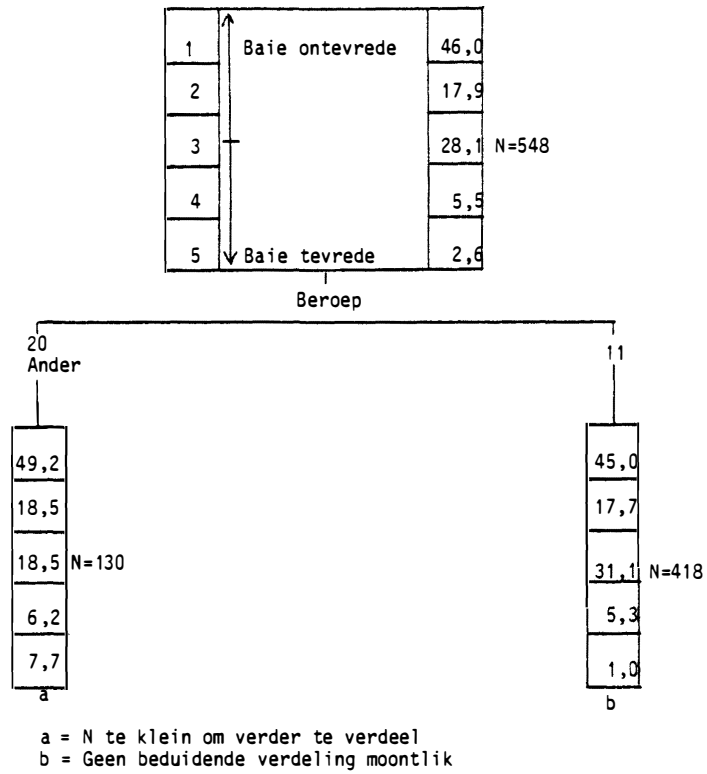 1 Baie ontevrede 46,0
2 17,9
3 28,1 N=548
4 5,5
5 Baie tevrede 2,6
Beroep
20 11
Ander
49,2 45,0
18,5 17,7
18,5 N=130 31,1 N=418
6,2 5,3
7,7 1,0
a b
a = N te klein om verder te verdeel
b = Geen beduidende verdeling moontlik